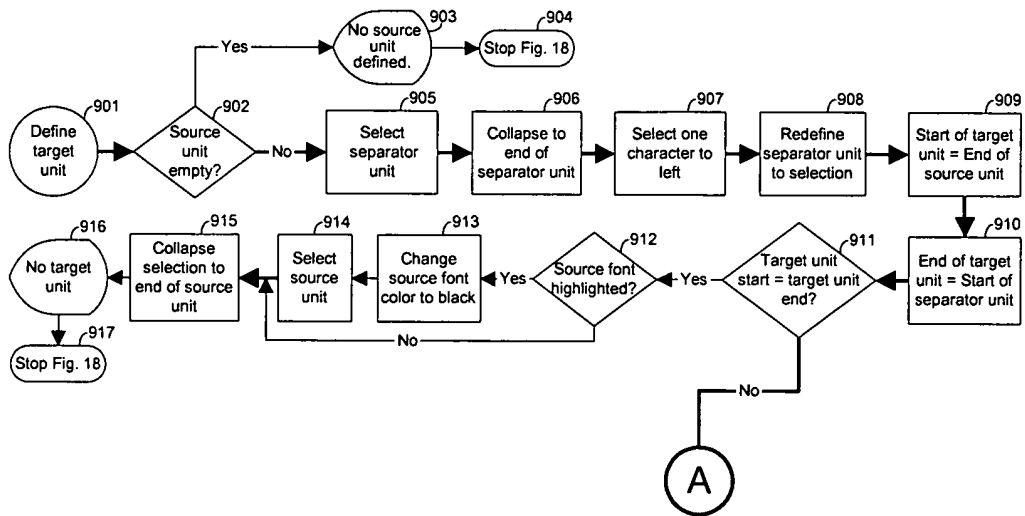 903
No source
unit
defined.
904
Stop Fig. 18
Yes
901
Define
target
unit
902
Source
unit
empty?
No
905
Select
separator
unit
906
Collapse to
end of
separator unit
907
Select one
character to
left
908
Redefine
separator unit
to selection
909
Start of target
unit = End of
source unit
910
End of target
unit = Start of
separator unit
911
Target unit
start = target unit
end?
Yes
912
Source font
highlighted?
Yes
913
Change
source font
color to black
914
Select
source
unit
915
Collapse
selection to
end of source
unit
916
No target
unit
917
Stop Fig. 18
No
No
A